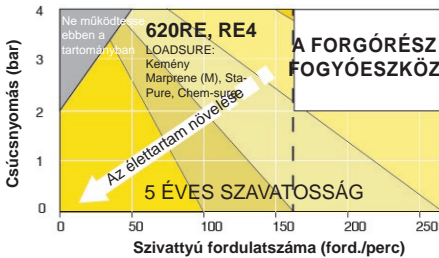 4
3
2
1
0
Csúcsnyomás (bar)
Ne működtesse
ebben a
tartományban
620RE, RE4
LOADSURE:
Kemény
Marprene (M), Sta-
Pure, Chem-sure
A FORGÓRÉSZ
FOGYÓESZKÖZ
Az élettartam növelése
5 ÉVES SZAVATOSSÁG
0 50 100 150 200 250
Szivattyú fordulatszáma (ford./perc)